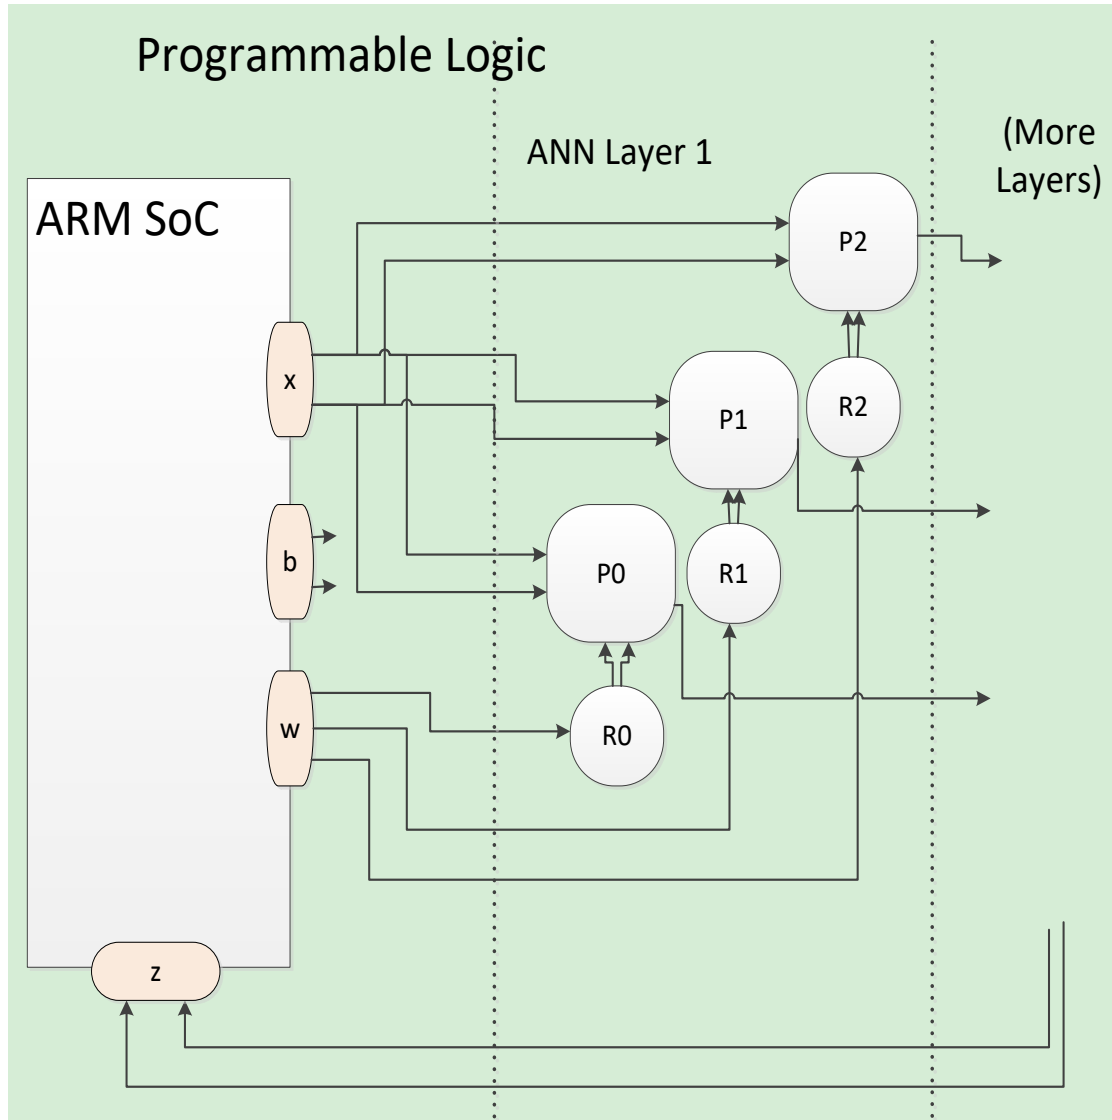 Programmable Logic
ANN Layer 1
(More
Layers)
ARM SoC
P2
x
P1
R2
b
P0
R1
w
R0
z